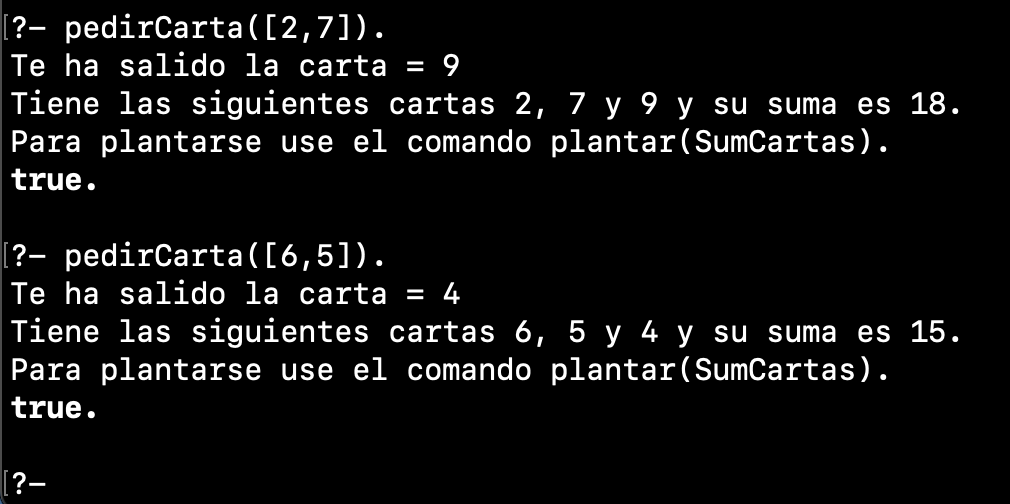 [?- pedirCarta([2,7]).
Te ha salido la carta = 9
Tiene las siguientes cartas 2, 7 y 9 y su suma es 18.
Para plantarse use el comando plantar(SumCartas).
true.
[?- pedirCarta([6,5]).
Te ha salido la carta = 4
Tiene las siguientes cartas 6, 5 y 4 y su suma es 15.
Para plantarse use el comando plantar(SumCartas).
true.
[?-